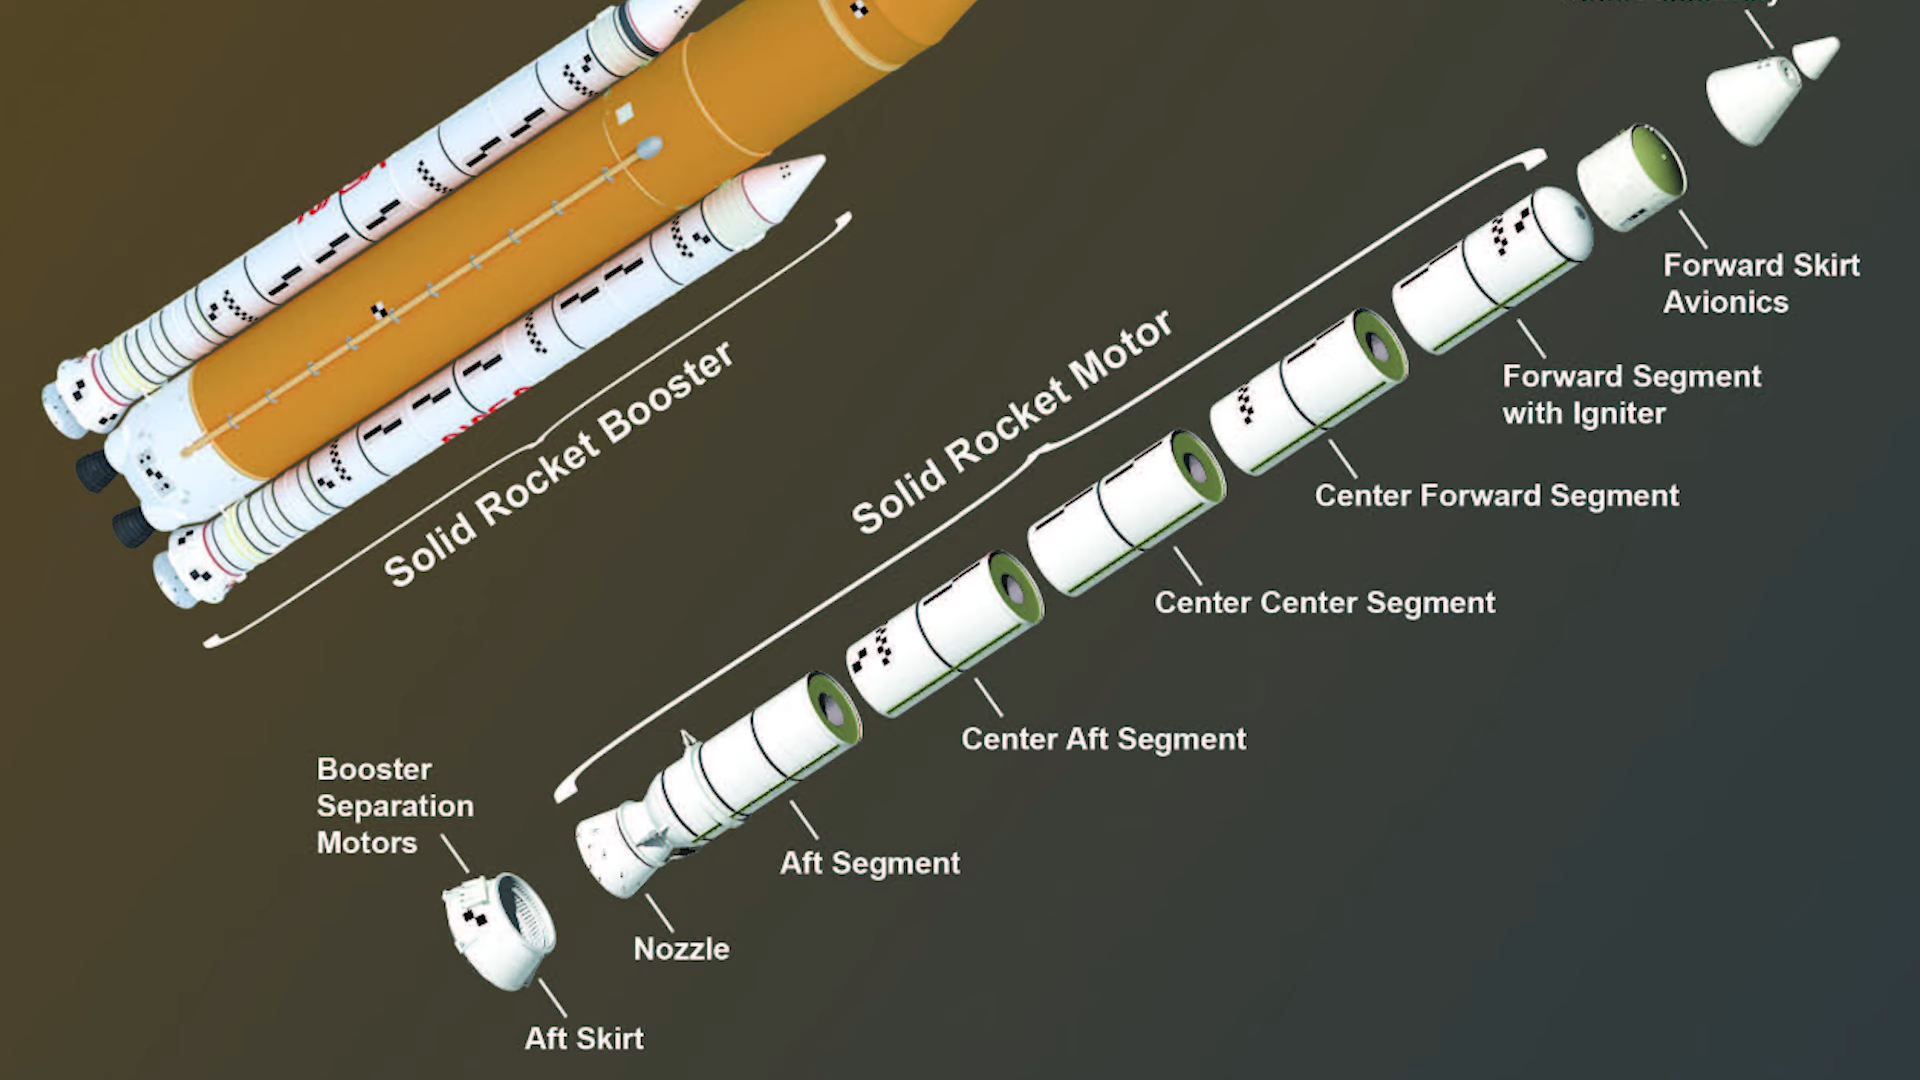 Forward Skirt
Avionics
Solid Rocket Motor
Forward Segment
with Igniter
Solid Rocket Booster
Center Forward Segment
Center Center Segment
Center Aft Segment
Booster
Separation
Motors
Aft Segment
Nozzle
Aft Skirt